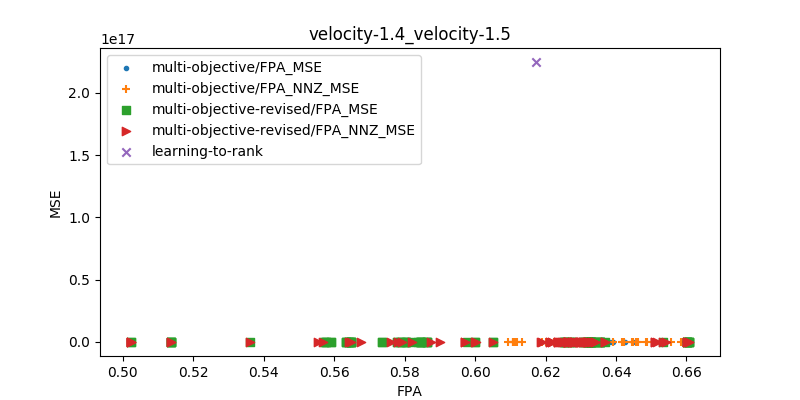 velocity-1.4_velocity-1.5
1e17
multi-objective/FPA_MSE
multi-objective/FPA_NNZ_MSE
multi-objective-revised/FPA_MSE
multi-objective-revised/FPA_NNZ_MSE
learning-to-rank
2.0
1.5
1.0
0.5
0.0
MSE
0.50 0.52 0.54 0.56 0.58 0.60 0.62 0.64 0.66
FPA